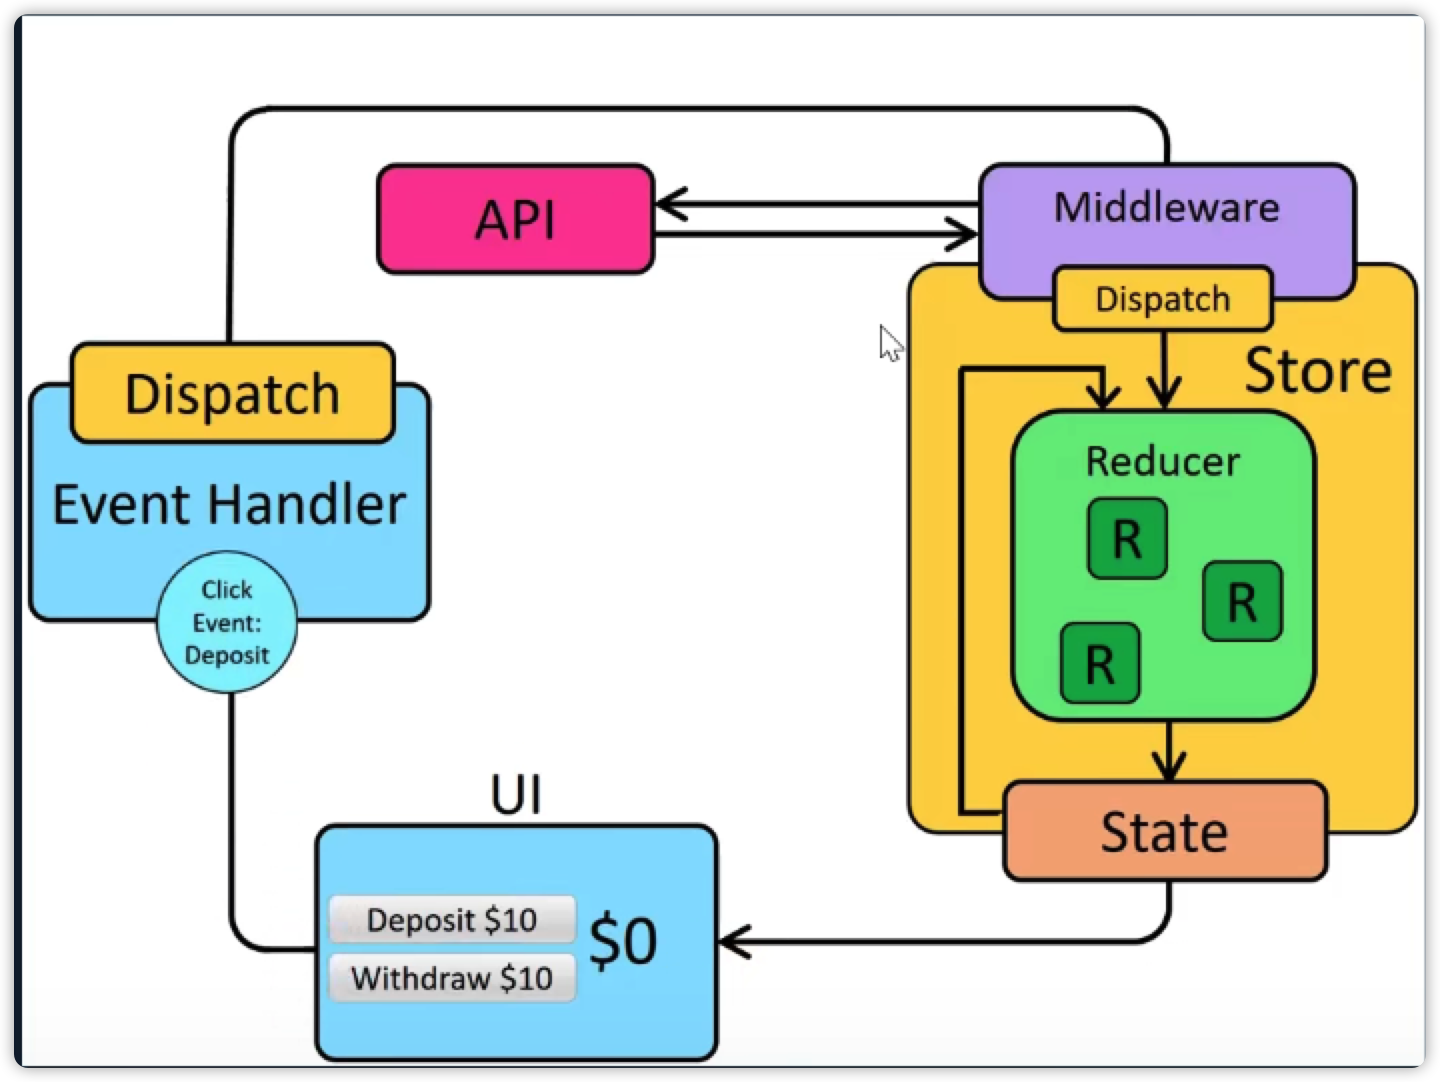 API
Middleware
Dispatch
Store
Dispatch
Event Handler
Click
Event:
Deposit
Reducer
R
R
R
State
UI
Deposit $10
$0
Withdraw $10